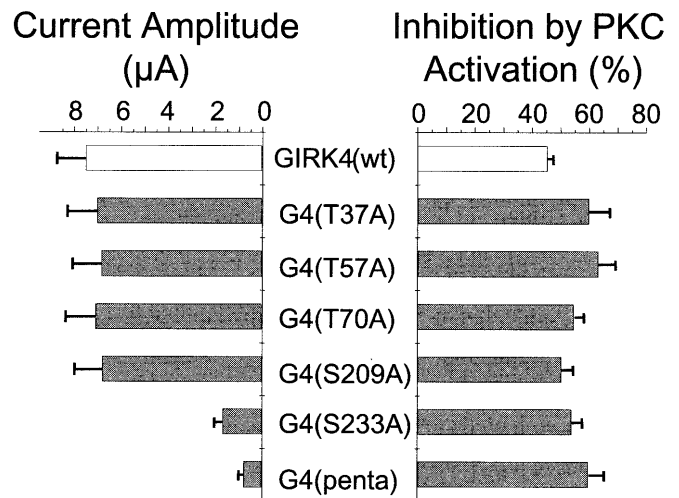 Current Amplitude
(µA)
Inhibition by PKC
Activation (%)
8 6 4 2 0
0 20 40 60 80
GIRK4(wt)
G4(T37A)
G4(T57A)
G4(T70A)
G4(S209A)
G4(S233A)
G4(penta)